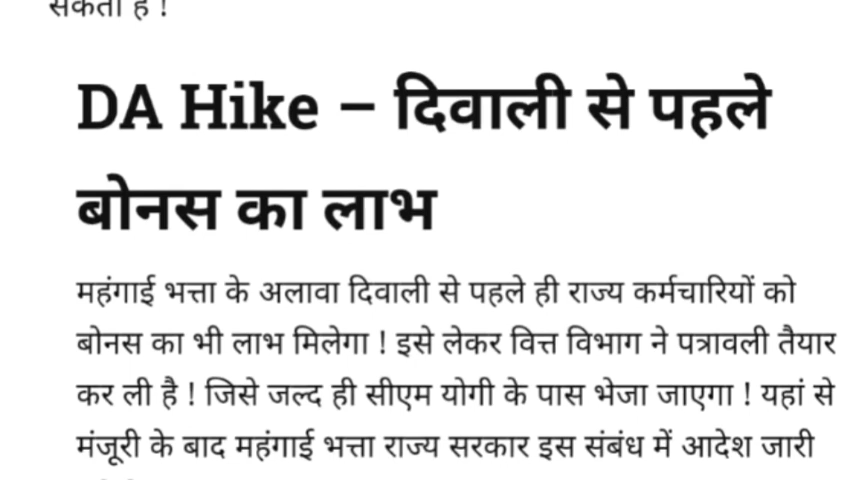 सकता है !
DA Hike – दिवाली से पहले
बोनस का लाभ
महंगाई भत्ता के अलावा दिवाली से पहले ही राज्य कर्मचारियों को
बोनस का भी लाभ मिलेगा ! इसे लेकर वित्त विभाग ने पत्रावली तैयार
कर ली है ! जिसे जल्द ही सीएम योगी के पास भेजा जाएगा ! यहां से
मंजूरी के बाद महंगाई भत्ता राज्य सरकार इस संबंध में आदेश जारी